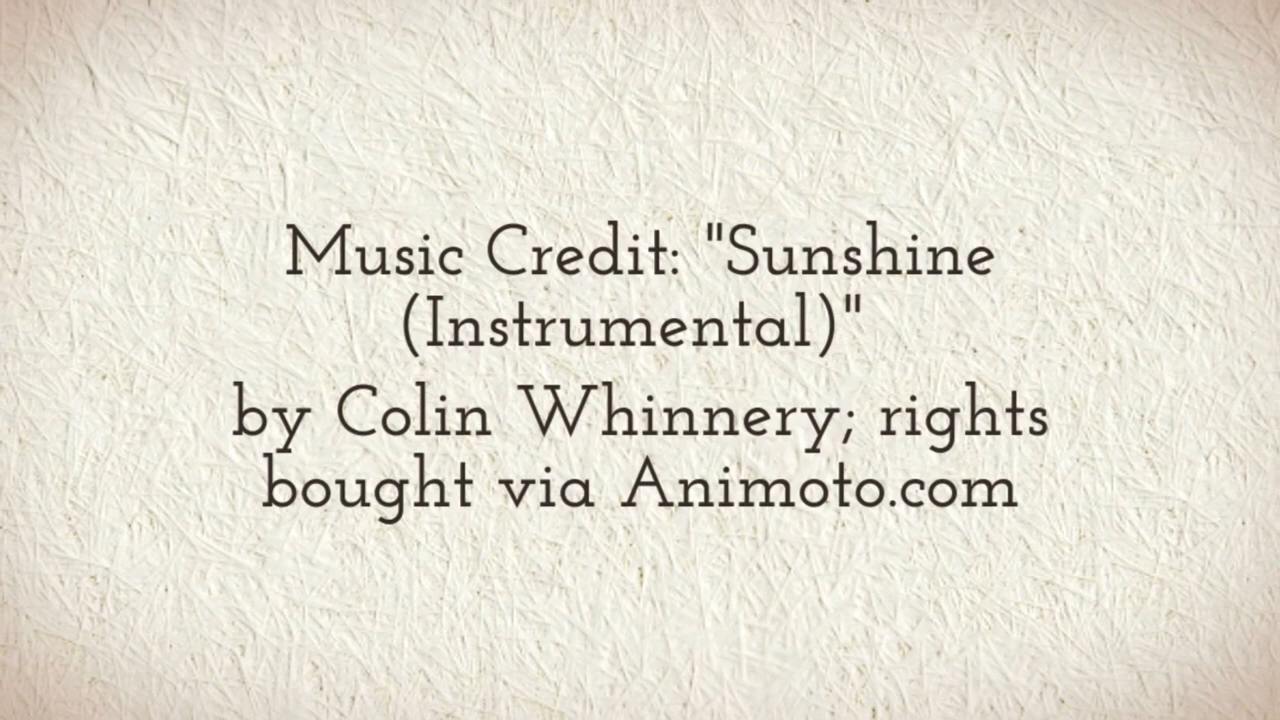 Music Credit: "Sunshine
(Instrumental)"
by Colin Whinnery; rights
bought via Animoto.com